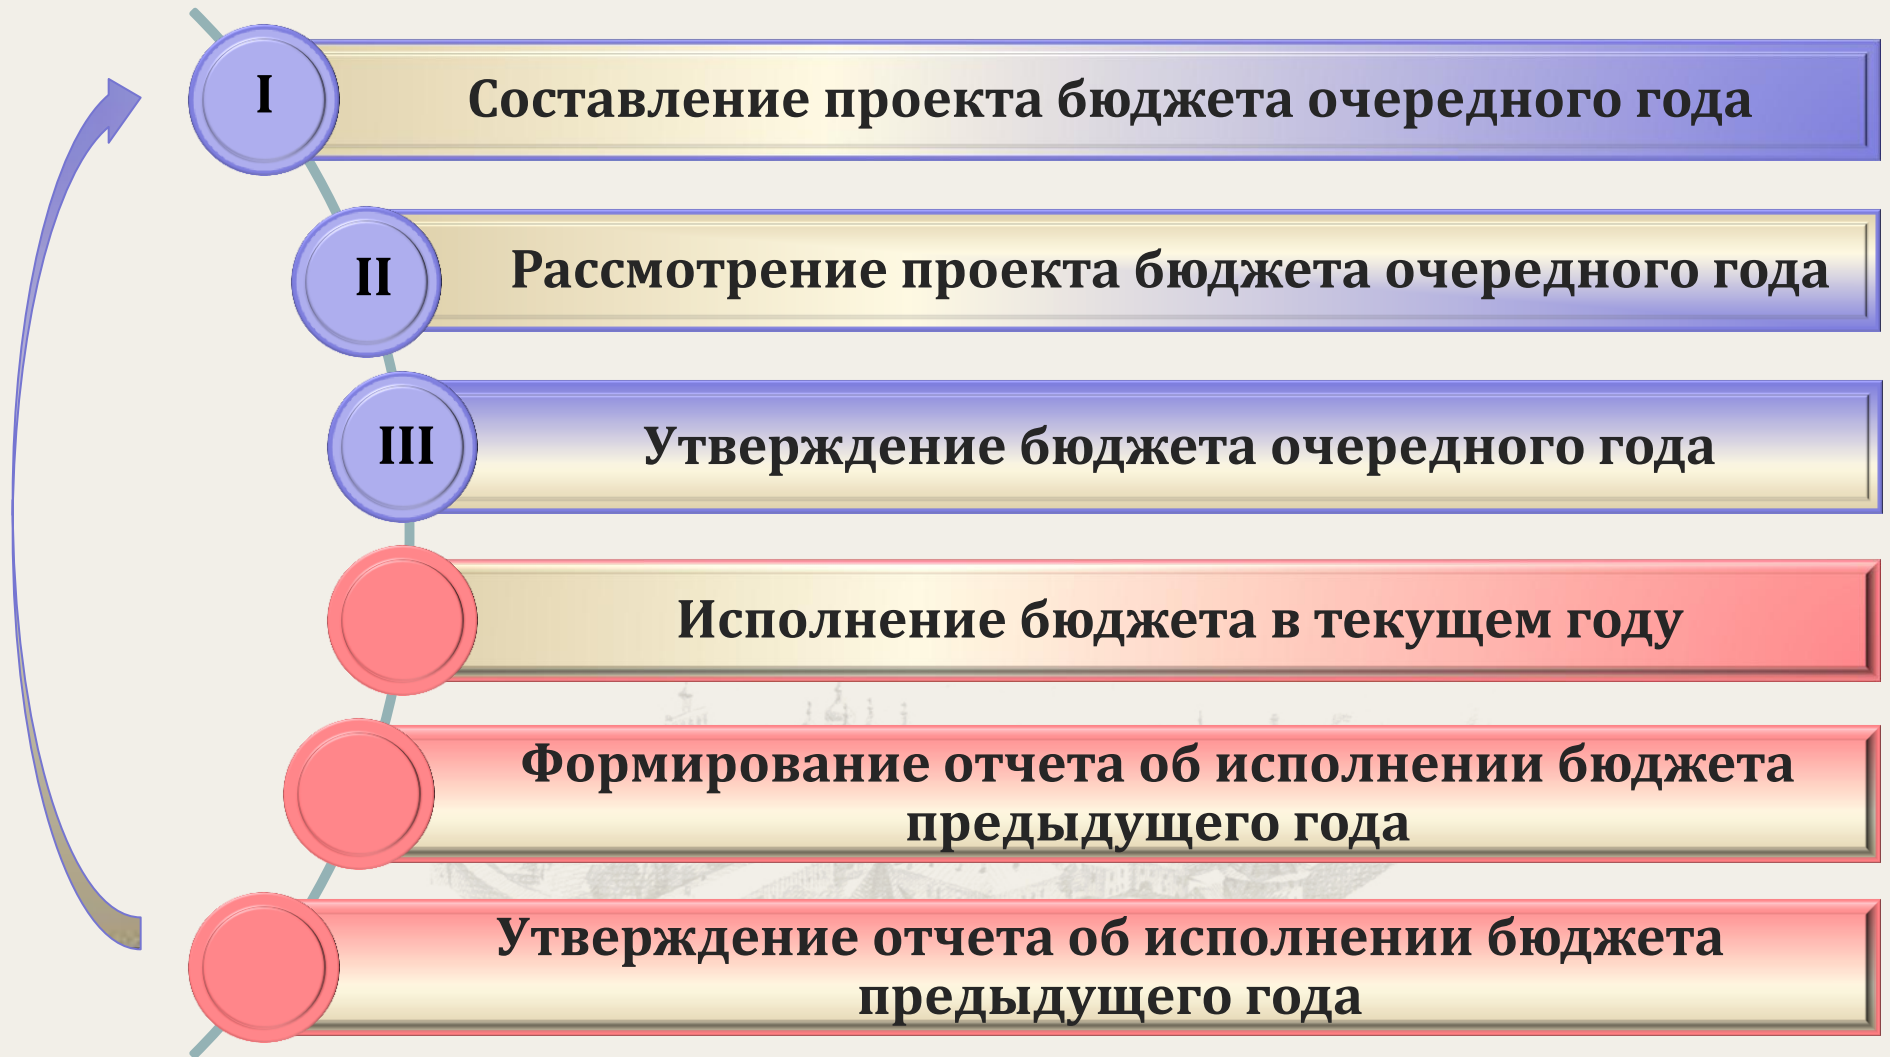 I
Составление проекта бюджета очередного года
II
Рассмотрение проекта бюджета очередного года
III
Утверждение бюджета очередного года
Исполнение бюджета в текущем году
Формирование отчета об исполнении бюджета
предыдущего года
Утверждение отчета об исполнении бюджета
предыдущего года